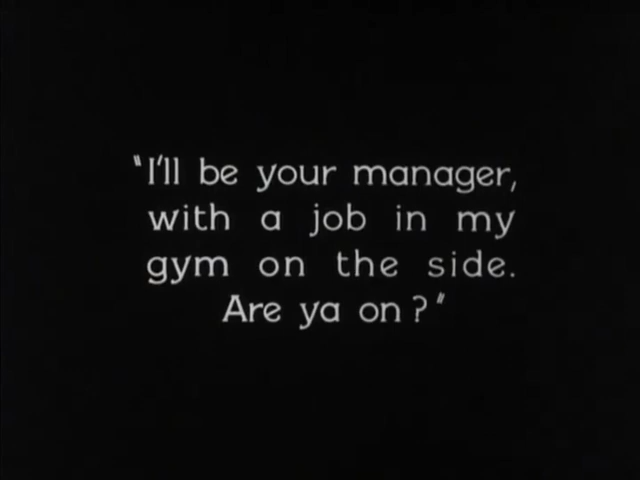 "I'll be your manager,
with a job in my
gym on the side.
Are ya on?"